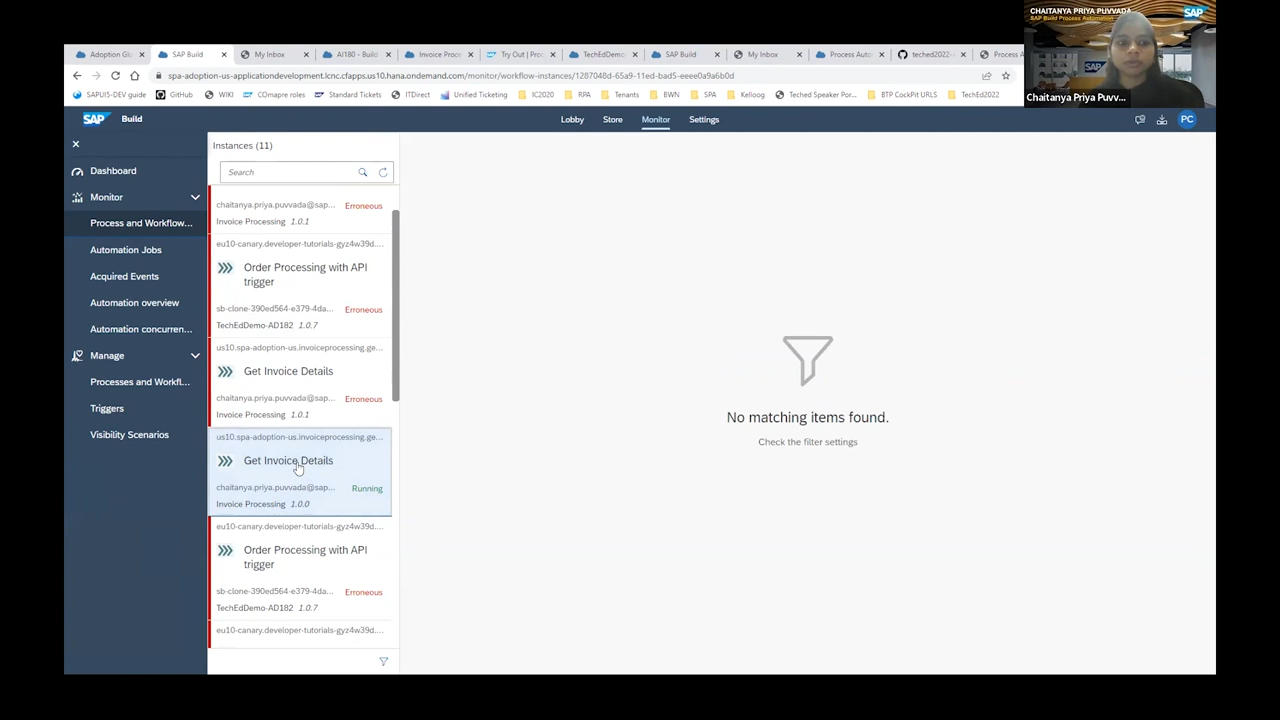 CHAITANYA PRIYA PUVVADA
SAP Build Process Automation
SAP
SAP
Chaitanya Priya Puvv...
Adoption Glo
SAP Build
My Inbox
AI180 - Build
Invoice Proc
Try Out | Proc
TechEdDemo
SAP Build
My Inbox
Process Auto
teched2022-
Process A
spa-adoption-us-applicationdevelopment.lcnc.cfapps.us10.hana.ondemand.com/monitor/workflow-instances/1287048d-65a9-11ed-bad5-eeee0a9a6b0d
SAPUI5-DEV guide
GitHub
WIKI
COmapre roles
Standard Tickets
ITDirect
Unified Ticketing
IC2020
RPA
Tenants
BWN
SPA
Kelloog
Teched Speaker Por...
BTP CockPit URLS
TechEd2022
SAP
Build
Lobby
Store
Monitor
Settings
PC
Dashboard
Monitor
Process and Workflow...
Automation Jobs
Acquired Events
Automation overview
Automation concurren...
Manage
Processes and Workfl...
Triggers
Visibility Scenarios
Instances (11)
Search
chaitanya.priya.puvvada@sap... Erroneous
Invoice Processing 1.0.1
eu10-canary.developer-tutorials-gyz4w39d....
Order Processing with API
trigger
sb-clone-390ed564-e379-4da... Erroneous
TechEdDemo-AD182 1.0.7
us10.spa-adoption-us.invoiceprocessing.ge...
Get Invoice Details
chaitanya.priya.puvvada@sap... Erroneous
Invoice Processing 1.0.1
us10.spa-adoption-us.invoiceprocessing.ge...
Get Invoice Details
chaitanya.priya.puvvada@sap... Running
Invoice Processing 1.0.0
eu10-canary.developer-tutorials-gyz4w39d....
Order Processing with API
trigger
sb-clone-390ed564-e379-4da... Erroneous
TechEdDemo-AD182 1.0.7
eu10-canary.developer-tutorials-gyz4w39d....
No matching items found.
Check the filter settings